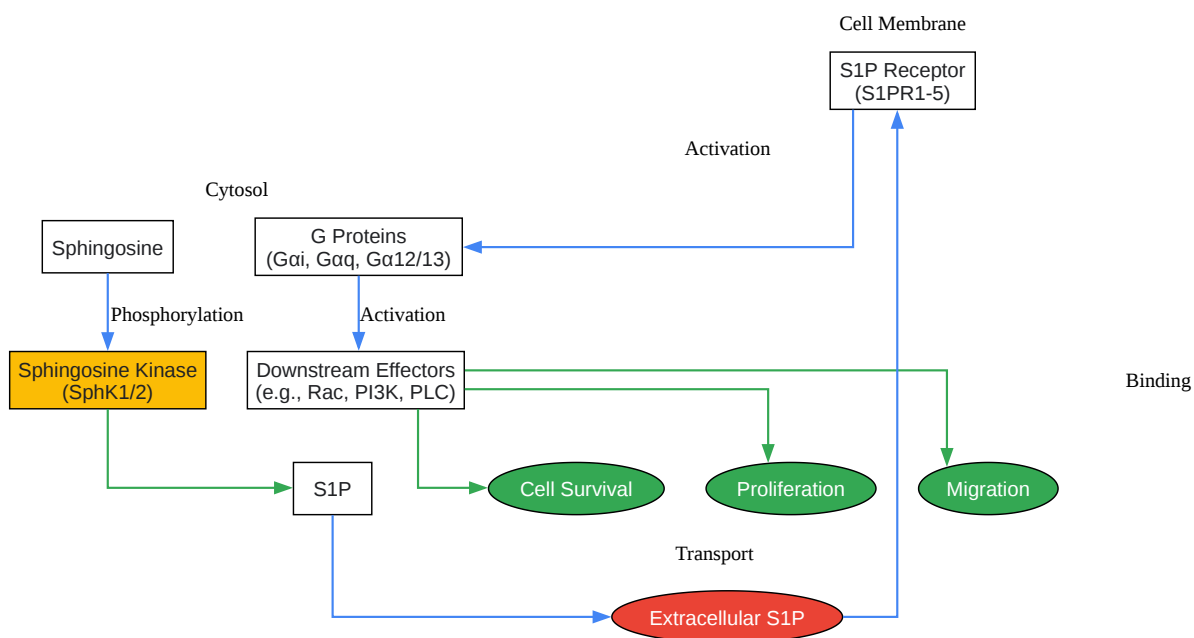 Cell Membrane
S1P Receptor
(S1PR1-5)
Activation
Cytosol
Sphingosine
G Proteins
(Gαi, Gαq, Gα12/13)
Phosphorylation
Activation
Sphingosine Kinase
(SphK1/2)
Downstream Effectors
(e.g., Rac, PI3K, PLC)
Binding
S1P
Cell Survival
Proliferation
Migration
Transport
Extracellular S1P